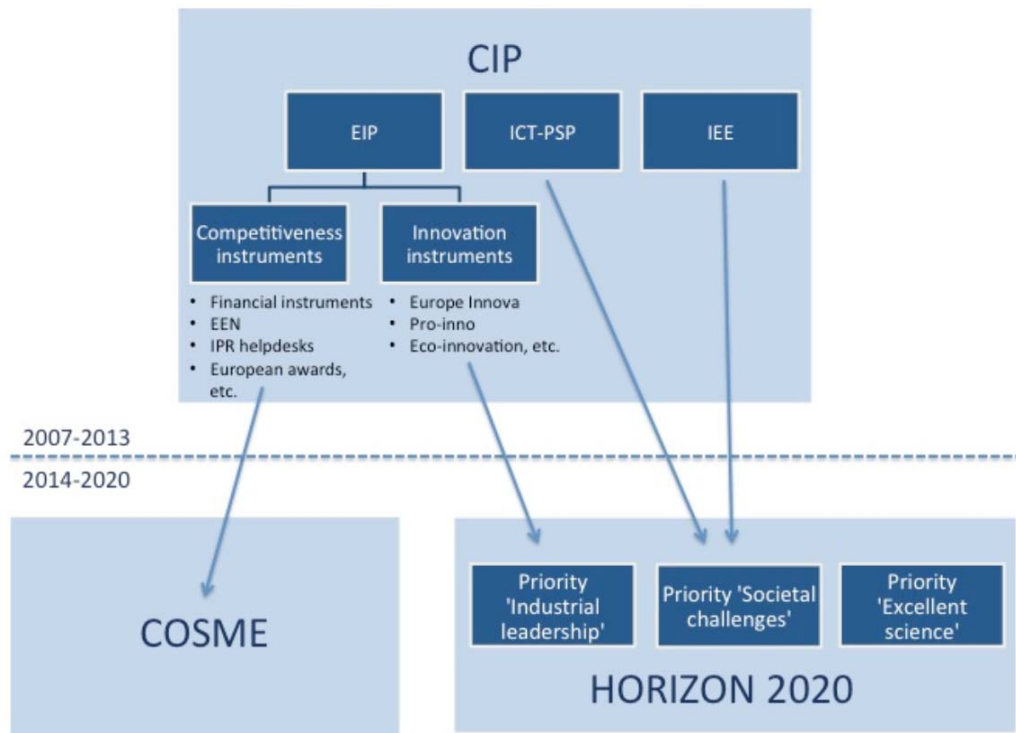 CIP
EIP
ICT-PSP
IEE
Competitiveness
instruments
Innovation
instruments
• Financial instruments
• EEN
• IPR helpdesks
• European awards,
etc.
• Europe Innova
• Pro-inno
• Eco-innovation, etc.
2007-2013
2014-2020
COSME
Priority
'Industrial
leadership'
Priority 'Societal
challenges'
Priority
'Excellent
science'
HORIZON 2020